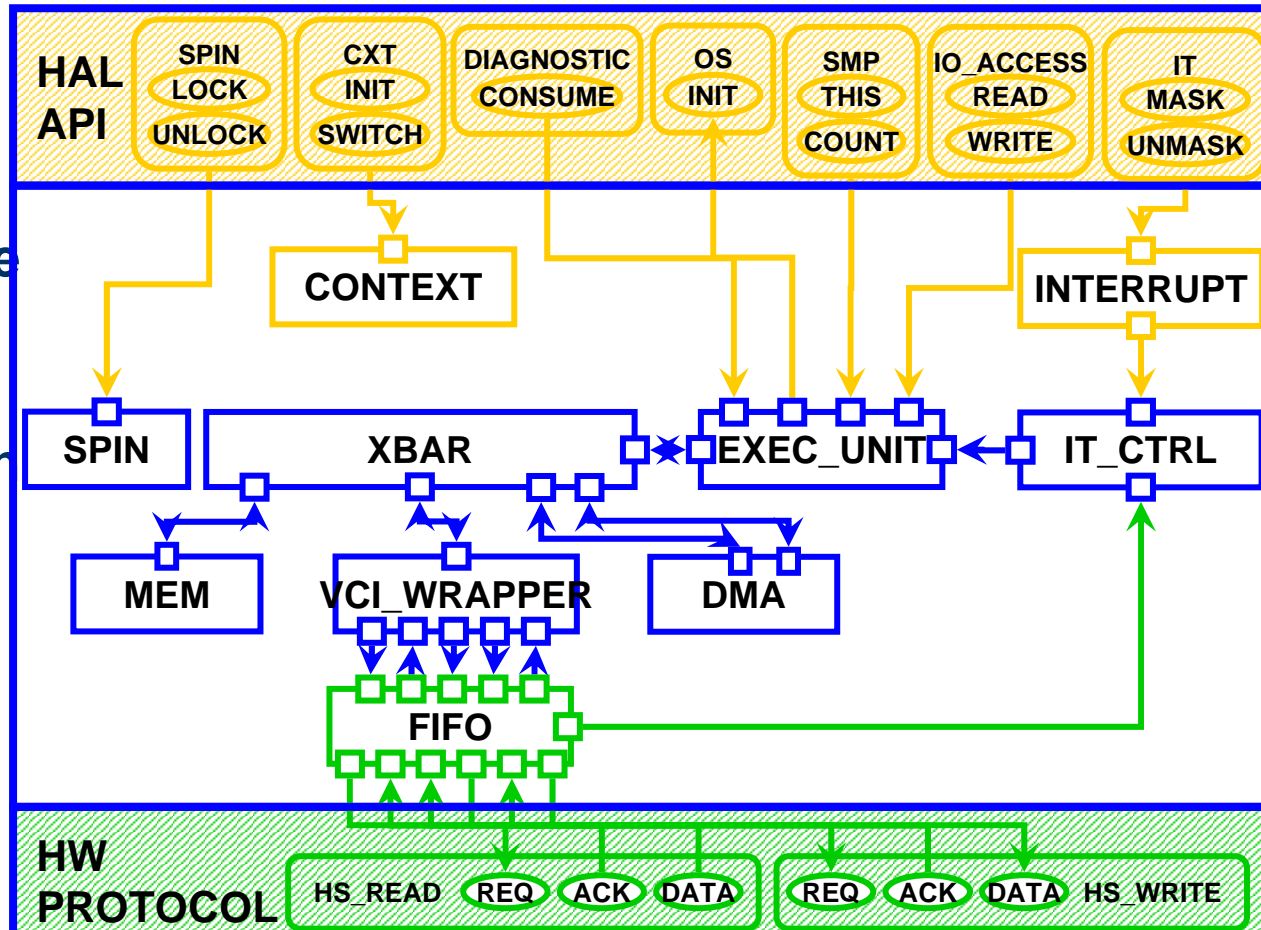 HAL
API
SPIN
LOCK
UNLOCK
CXT
INIT
SWITCH
DIAGNOSTIC
CONSUME
OS
INIT
SMP
THIS
COUNT
IO_ACCESS
READ
WRITE
IT
MASK
UNMASK
e
CONTEXT
INTERRUPT
SPIN
XBAR
EXEC_UNIT
IT_CTRL
MEM
VCI_WRAPPER
DMA
FIFO
HW
PROTOCOL
HS_READ
REQ
ACK
DATA
REQ
ACK
DATA
HS_WRITE